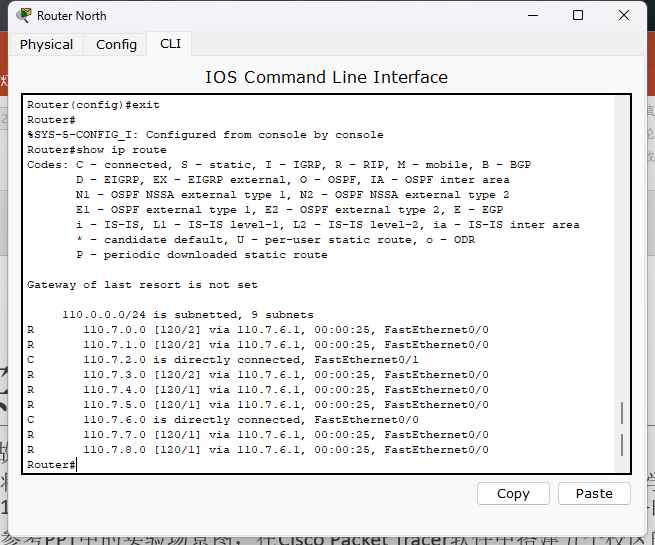 Router North
Physical Config CLI
IOS Command Line Interface
Router(config)#exit
Router#
%SYS-5-CONFIG_I: Configured from console by console
Router#show ip route
Codes: C - connected, S - static, I - IGRP, R - RIP, M - mobile, B - BGP
D - EIGRP, EX - EIGRP external, O - OSPF, IA - OSPF inter area
N1 - OSPF NSSA external type 1, N2 - OSPF NSSA external type 2
E1 - OSPF external type 1, E2 - OSPF external type 2, E - EGP
i - IS-IS, L1 - IS-IS level-1, L2 - IS-IS level-2, ia - IS-IS inter area
* - candidate default, U - per-user static route, o - ODR
P - periodic downloaded static route
Gateway of last resort is not set
110.0.0.0/24 is subnetted, 9 subnets
R 110.7.0.0 [120/2] via 110.7.6.1, 00:00:25, FastEthernet0/0
R 110.7.1.0 [120/2] via 110.7.6.1, 00:00:25, FastEthernet0/0
C 110.7.2.0 is directly connected, FastEthernet0/1
R 110.7.3.0 [120/2] via 110.7.6.1, 00:00:25, FastEthernet0/0
R 110.7.4.0 [120/1] via 110.7.6.1, 00:00:25, FastEthernet0/0
R 110.7.5.0 [120/1] via 110.7.6.1, 00:00:25, FastEthernet0/0
C 110.7.6.0 is directly connected, FastEthernet0/0
R 110.7.7.0 [120/1] via 110.7.6.1, 00:00:25, FastEthernet0/0
R 110.7.8.0 [120/1] via 110.7.6.1, 00:00:25, FastEthernet0/0
Router#
Copy Paste